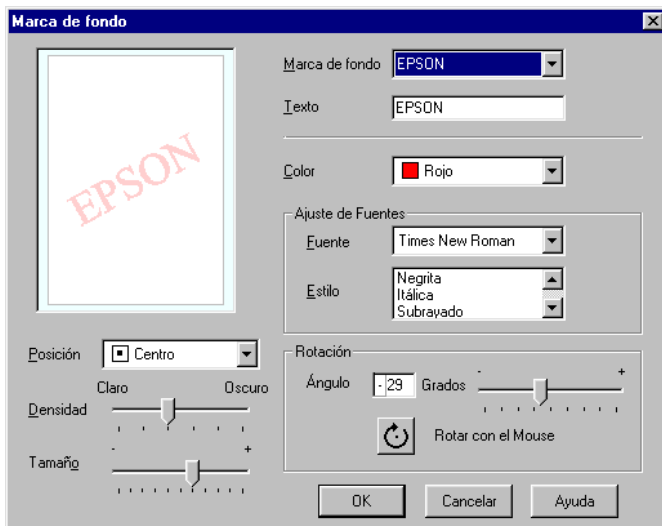 Marca de fondo
EPSON
Marca de fondo EPSON
Texto EPSON
Color Rojo
Ajuste de Fuentes
Fuente Times New Roman
Estilo Negrita
Itálica
Subrayado
Posición Centro
Claro Oscuro
Densidad
- +
Tamaño
Rotación
- +
Ángulo -29 Grados
Rotar con el Mouse
OK Cancelar Ayuda